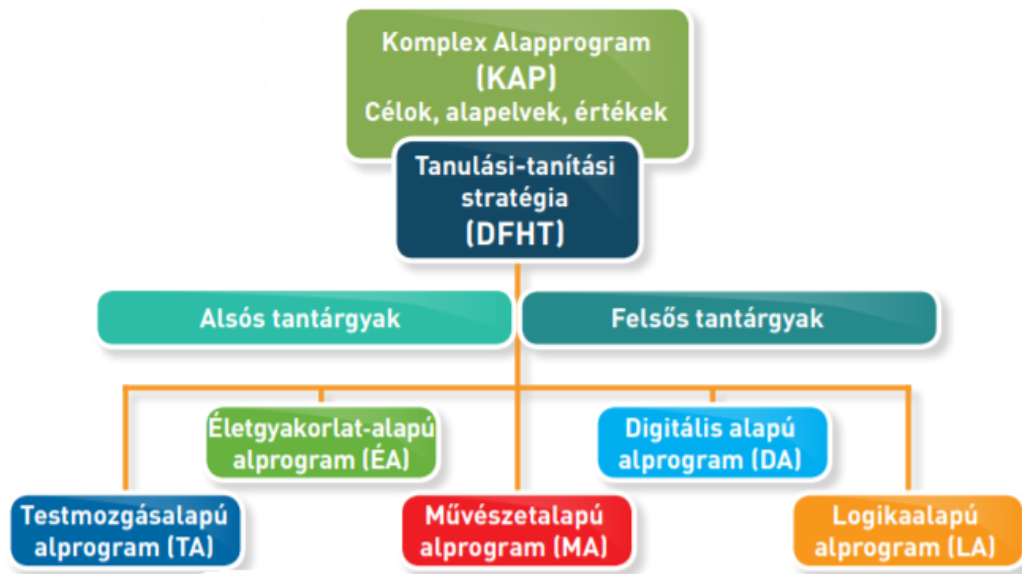 Komplex Alapprogram
(KAP)
Célok, alapelvek, értékek
Tanulási-tanítási
stratégia
(DFHT)
Alsós tantárgyak
Felsős tantárgyak
Életgyakorlat-alapú
alprogram (ÉA)
Digitális alapú
alprogram (DA)
Testmozgásalapú
alprogram (TA)
Művészetalapú
alprogram (MA)
Logikaalapú
alprogram (LA)